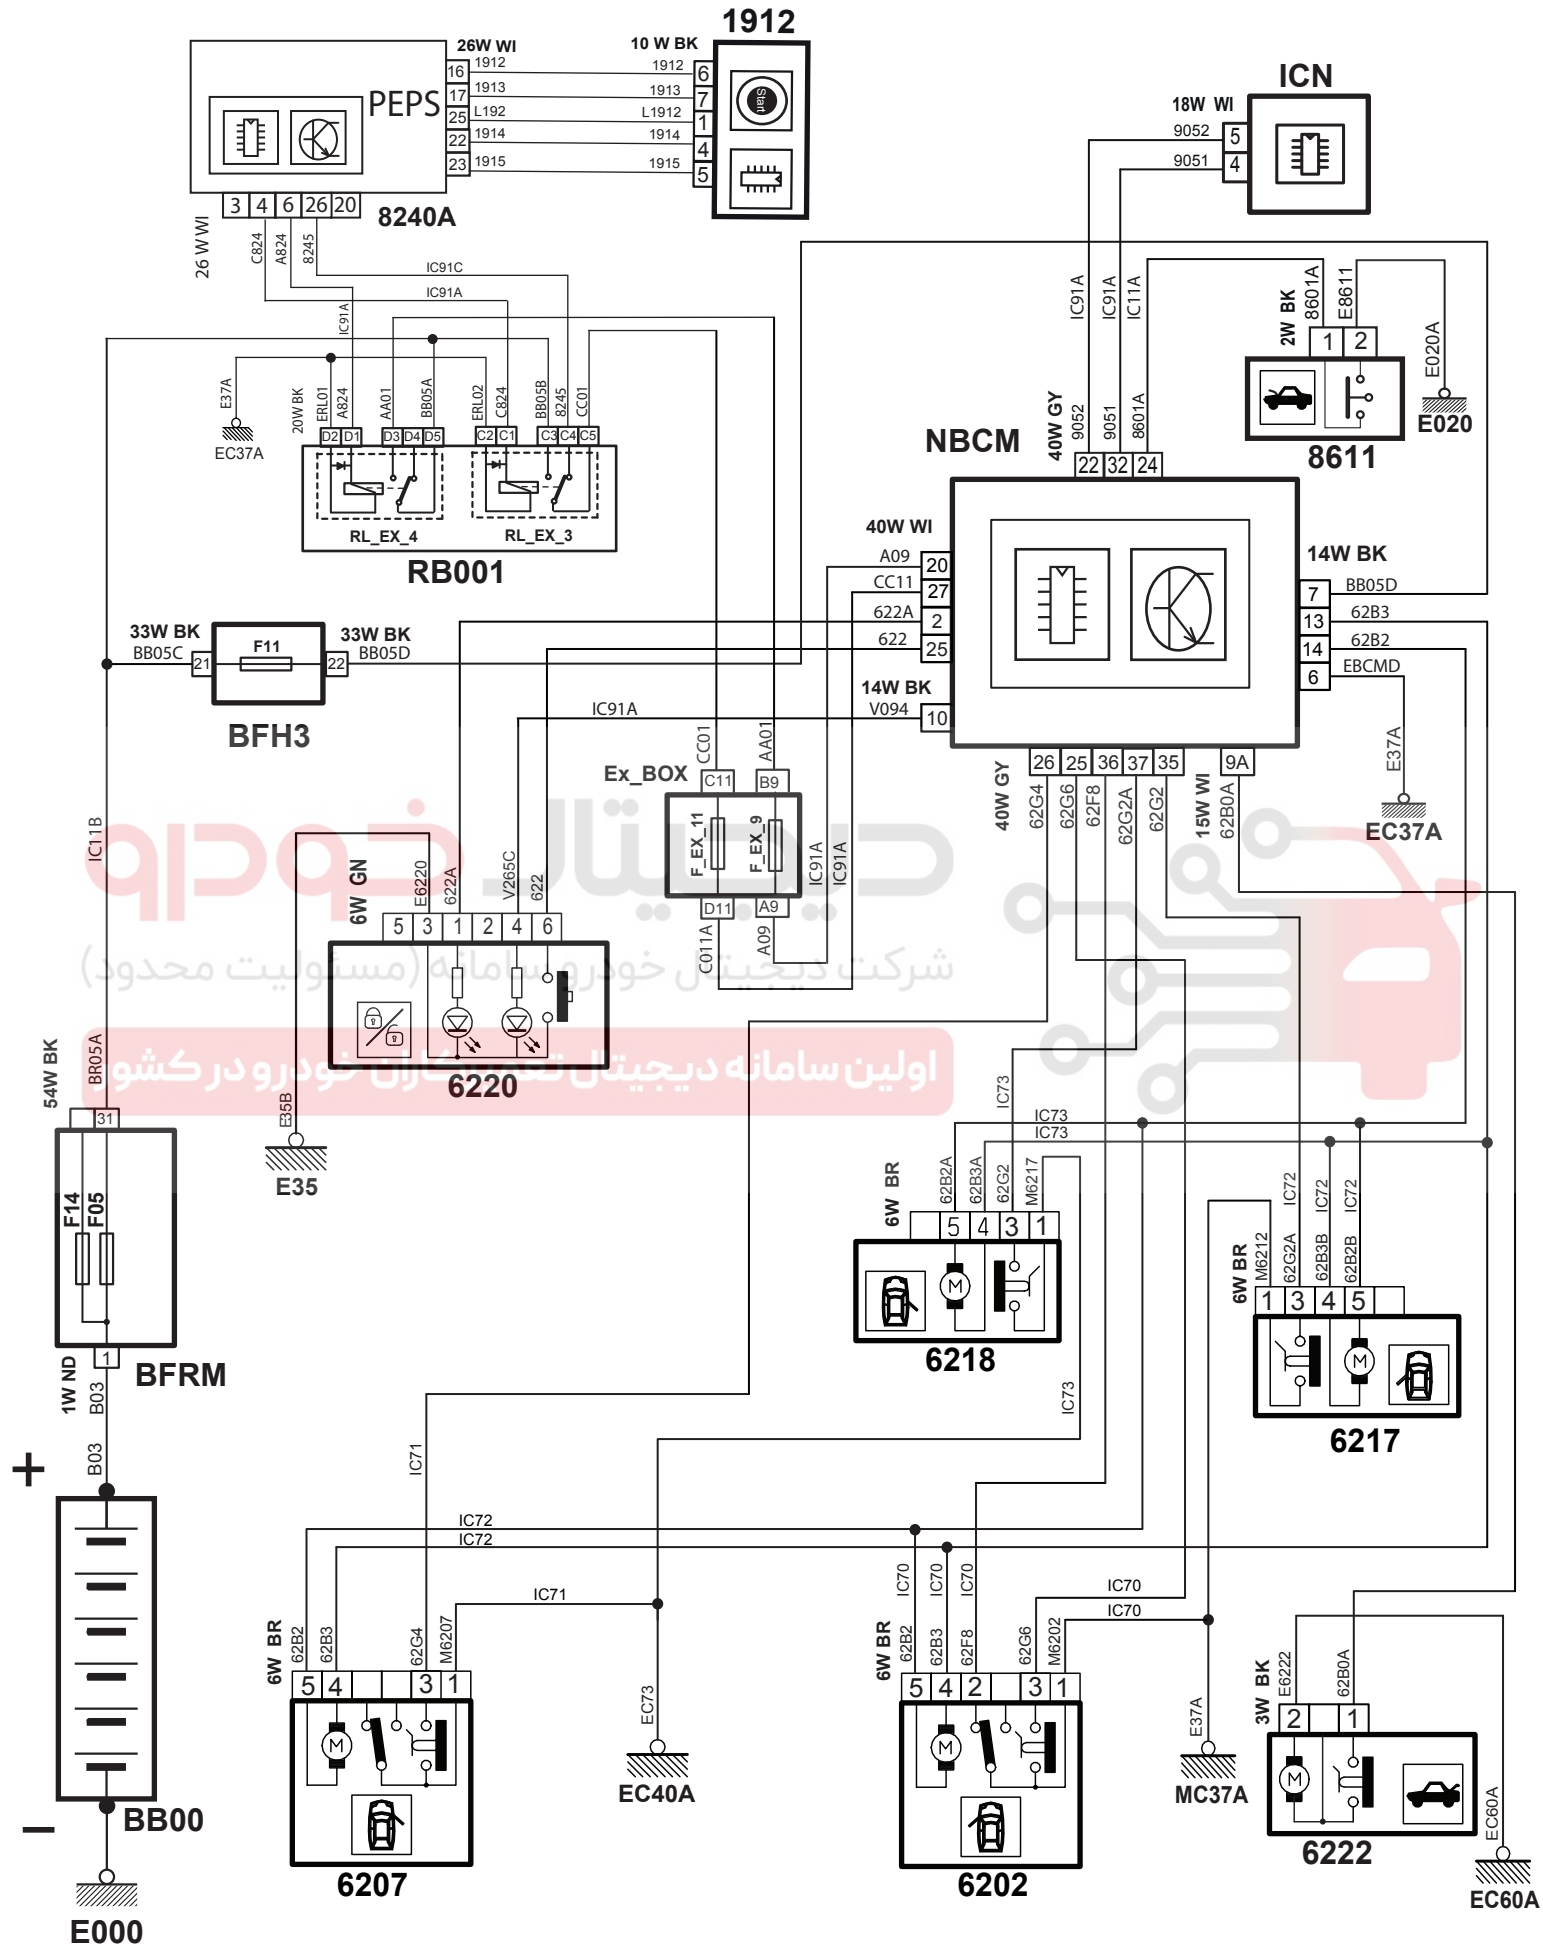 1912
26W WI
10 W BK
PEPS
16 1912 1912 6
17 1913 1913 7
25 L192 L1912 1
22 1914 1914 4
23 1915 1915 5
Start
ICN
18W WI
9052 5
9051 4
3 4 6 26 20
8240A
26 W WI
C824
A824
8245
IC91C
IC91A
IC91A
IC91A
IC91A
IC11A
2W BK
8601A
E8611
1 2
E020A
E020
8611
E37A
EC37A
20W BK
ERL01
A824
AA01
BB05A
ERL02
C824
BB05B
8245
CC01
D2 D1 D3 D4 D5 C2 C1 C3 C4 C5
RL_EX_4
RL_EX_3
RB001
40W GY
9052
9051
8601A
NBCM
22 32 24
40W WI
A09 20
CC11 27
622A 2
622 25
14W BK
V094 10
IC91A
14W BK
7 BB05D
13 62B3
14 62B2
6 EBCMD
E37A
EC37A
33W BK
BB05C
21
F11
22
33W BK
BB05D
BFH3
26 25 36 37 35 9A
40W GY
62G4
62G6
62F8
62G2A
62G2
15W WI
62B0A
Ex_BOX
CC01
AA01
C11 B9
F_EX_11
F_EX_9
D11 A9
C011A
A09
IC91A
IC91A
IC11B
دیجیتال خودرو
شرکت دیجیتال خودرو سامانه (مسئولیت محدود)
اولین سامانه دیجیتال تعمیرکاران خودرو در کشور
6W GN
E6220
622A
V265C
622
5 3 1 2 4 6
6220
E35B
E35
54W BK
BR05A
31
F14
F05
1
BFRM
1W ND
B03
B03
+
BB00
–
E000
IC73
IC73
IC73
6W BR
62B2A
62B3A
62G2
M6217
5 4 3 1
M
6218
IC73
IC72
IC72
IC72
6W BR
M6212
62G2A
62B3B
62B2B
1 3 4 5
M
6217
IC71
IC72
IC72
IC71
6W BR
62B2
62B3
62G4
M6207
5 4 3 1
M
6207
EC73
EC40A
IC70
IC70
IC70
IC70
IC70
6W BR
62B2
62B3
62F8
62G6
M6202
5 4 2 3 1
M
6202
E37A
MC37A
3W BK
E6222
62B0A
2 1
M
6222
EC60A
EC60A